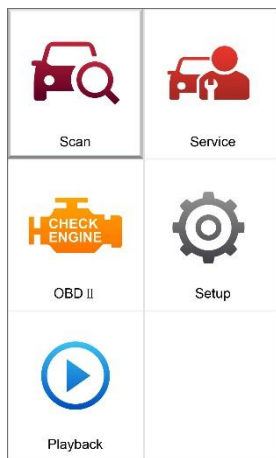 Scan
Service
CHECK
ENGINE
OBD Ⅱ
Setup
Playback